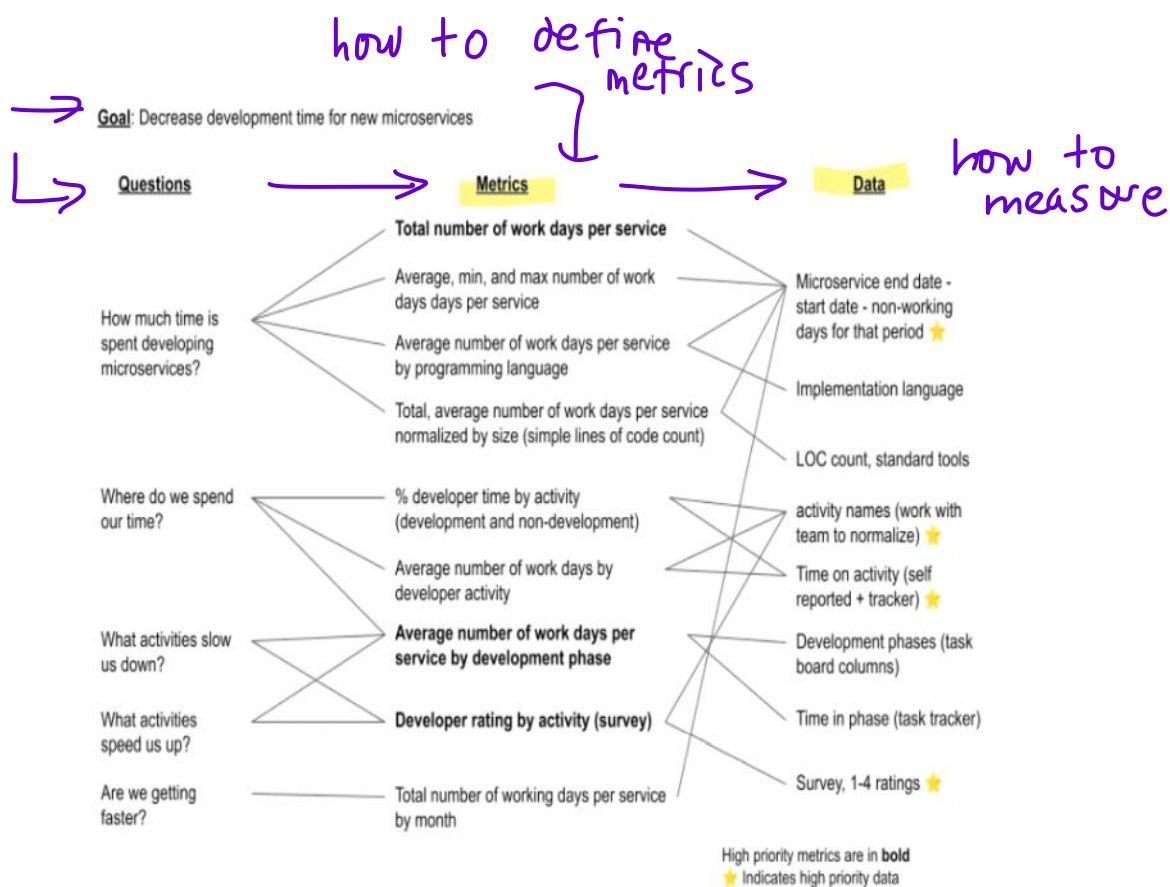 how to define
metrics
Goal: Decrease development time for new microservices
how to
measure
Questions
Metrics
Data
How much time is
spent developing
microservices?
Total number of work days per service
Average, min, and max number of work
days days per service
Average number of work days per service
by programming language
Total, average number of work days per service
normalized by size (simple lines of code count)
Microservice end date -
start date - non-working
days for that period ⭐
Implementation language
LOC count, standard tools
Where do we spend
our time?
% developer time by activity
(development and non-development)
Average number of work days by
developer activity
activity names (work with
team to normalize) ⭐
Time on activity (self
reported + tracker) ⭐
What activities slow
us down?
Average number of work days per
service by development phase
Development phases (task
board columns)
What activities
speed us up?
Developer rating by activity (survey)
Time in phase (task tracker)
Are we getting
faster?
Total number of working days per service
by month
Survey, 1-4 ratings ⭐
High priority metrics are in bold
⭐ Indicates high priority data